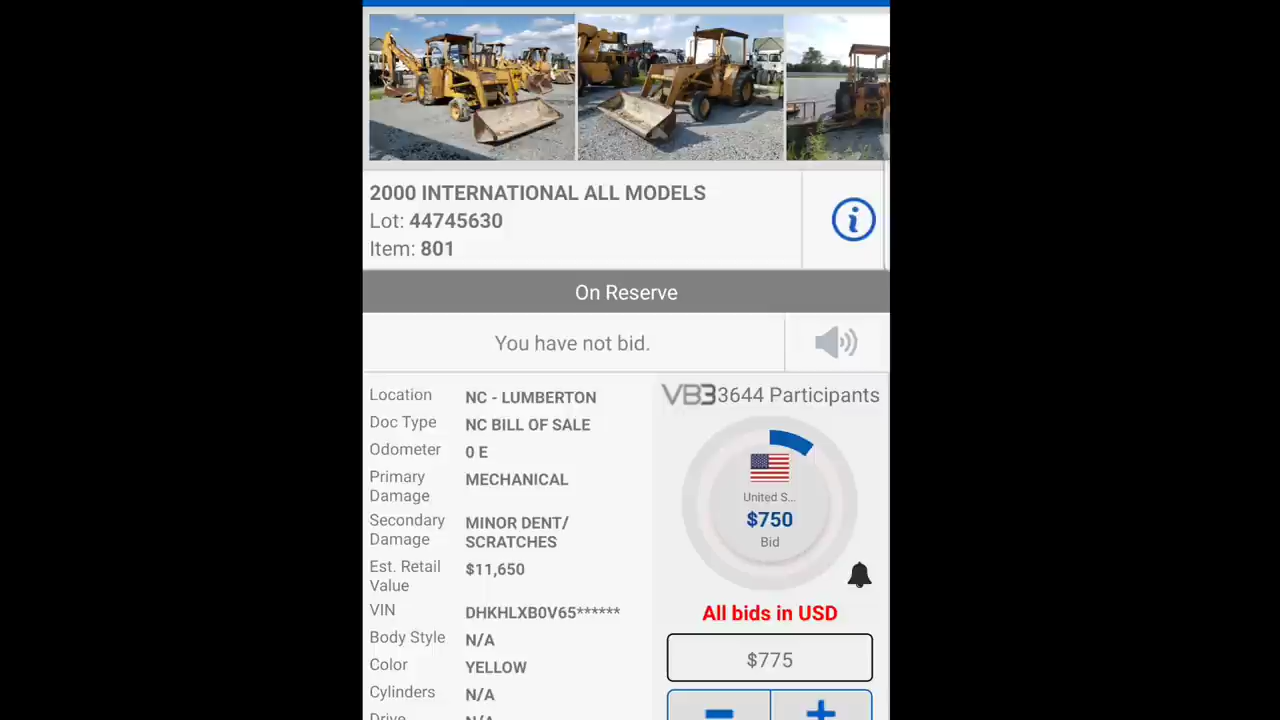 2000 INTERNATIONAL ALL MODELS
Lot: 44745630
Item: 801
On Reserve
You have not bid.
Location NC - LUMBERTON
Doc Type NC BILL OF SALE
Odometer 0 E
Primary Damage MECHANICAL
Secondary Damage MINOR DENT/ SCRATCHES
Est. Retail Value $11,650
VIN DHKHLXB0V65******
Body Style N/A
Color YELLOW
Cylinders N/A
Drive N/A
VB3 3644 Participants
United S...
$750
Bid
All bids in USD
$775